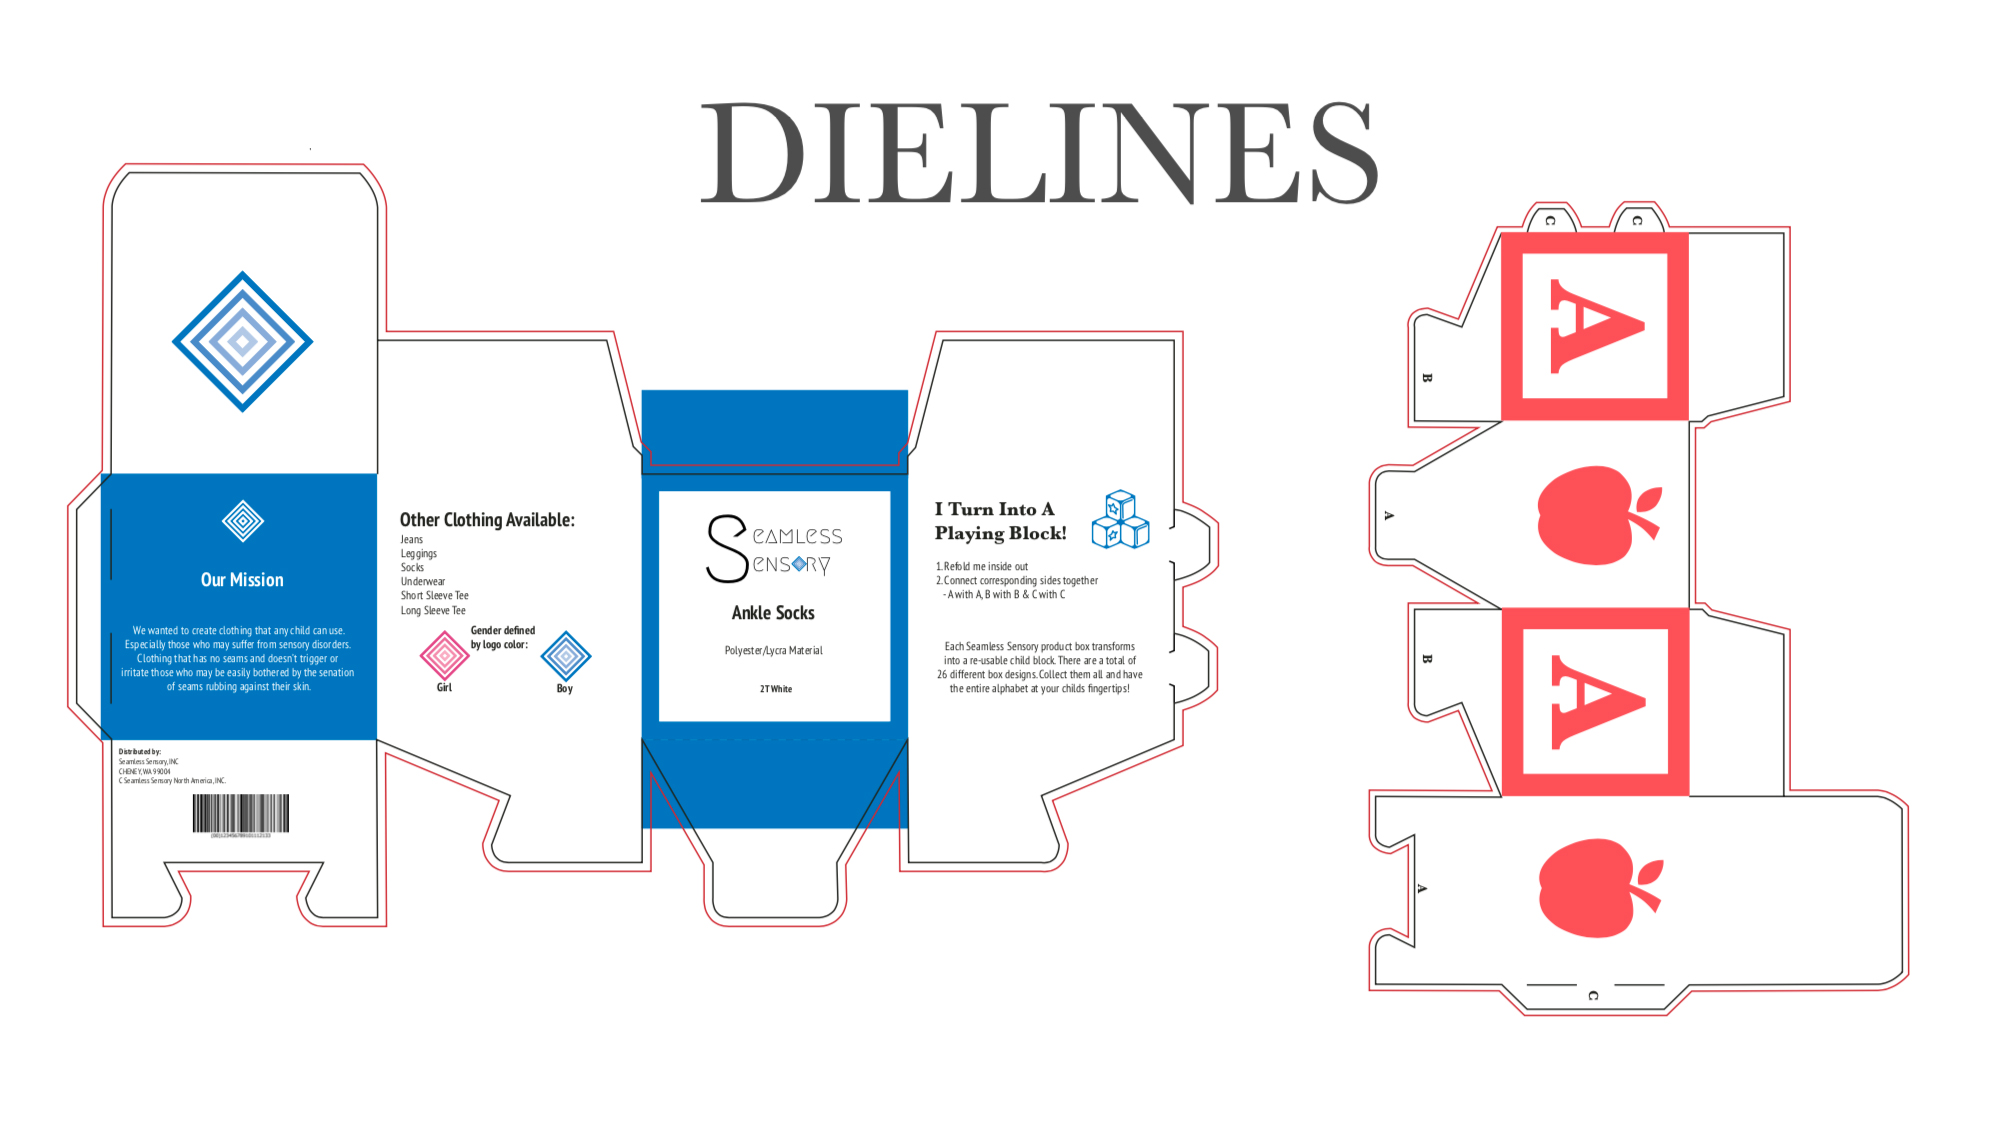 DIELINES
Our Mission
We wanted to create clothing that any child can use.
Especially those who may suffer from sensory disorders.
Clothing that has no seams and doesn't trigger or
irritate those who may be easily bothered by the senation
of seams rubbing against their skin.
Distributed by:
Seamless Sensory, INC
CHENEY, WA 99004
C Seamless Sensory North America, INC.
Other Clothing Available:
Jeans
Leggings
Socks
Underwear
Short Sleeve Tee
Long Sleeve Tee
Gender defined
by logo color:
Girl
Boy
Seamless
Sensory
Ankle Socks
Polyester/Lycra Material
2T White
I Turn Into A
Playing Block!
1. Refold me inside out
2. Connect corresponding sides together
- A with A, B with B & C with C
Each Seamless Sensory product box transforms
into a re-usable child block. There are a total of
26 different box designs. Collect them all and have
the entire alphabet at your childs fingertips!
C
C
A
B
A
B
A
A
C